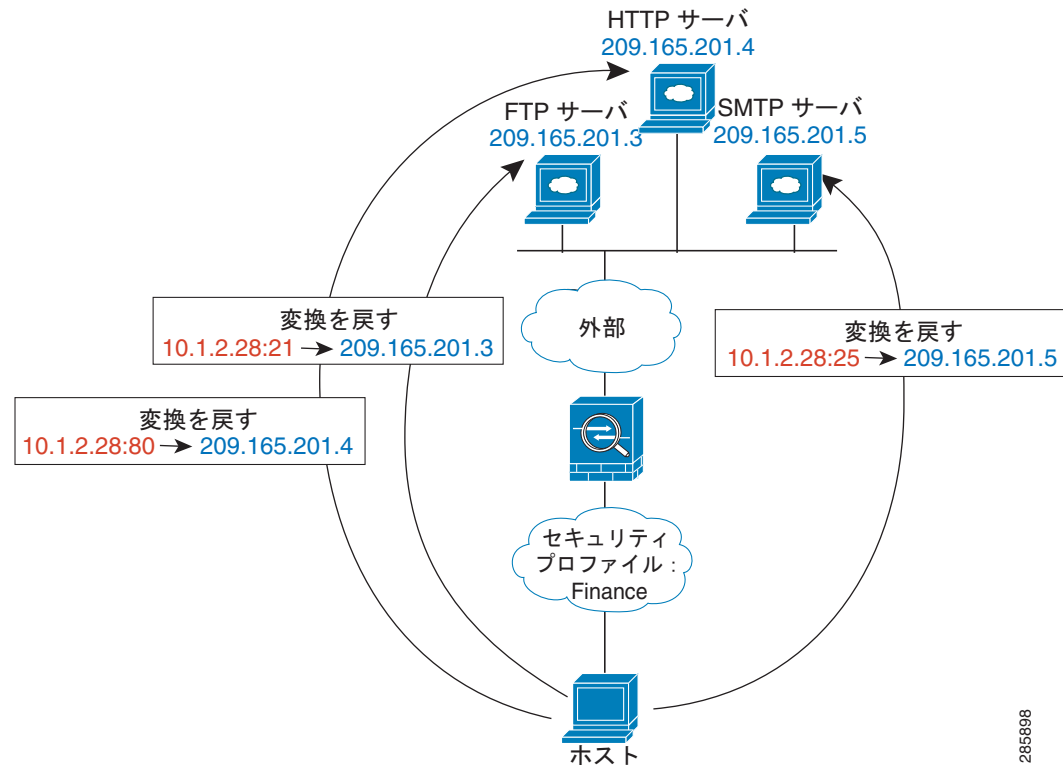 HTTP サーバ
209.165.201.4
FTP サーバ
209.165.201.3
SMTP サーバ
209.165.201.5
変換を戻す
10.1.2.28:21 → 209.165.201.3
外部
変換を戻す
10.1.2.28:25 → 209.165.201.5
変換を戻す
10.1.2.28:80 → 209.165.201.4
セキュリティ
プロファイル :
Finance
ホスト
285898